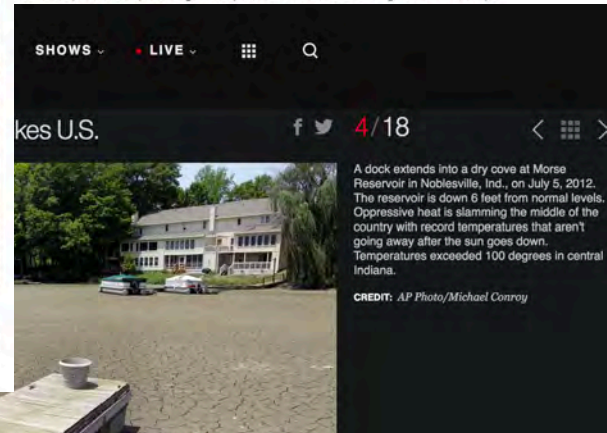 SHOWS LIVE
kes U.S.
4/18
A dock extends into a dry cove at Morse
Reservoir in Noblesville, Ind., on July 5, 2012.
The reservoir is down 6 feet from normal levels.
Oppressive heat is slamming the middle of the
country with record temperatures that aren't
going away after the sun goes down.
Temperatures exceeded 100 degrees in central
Indiana.
CREDIT: AP Photo/Michael Conroy